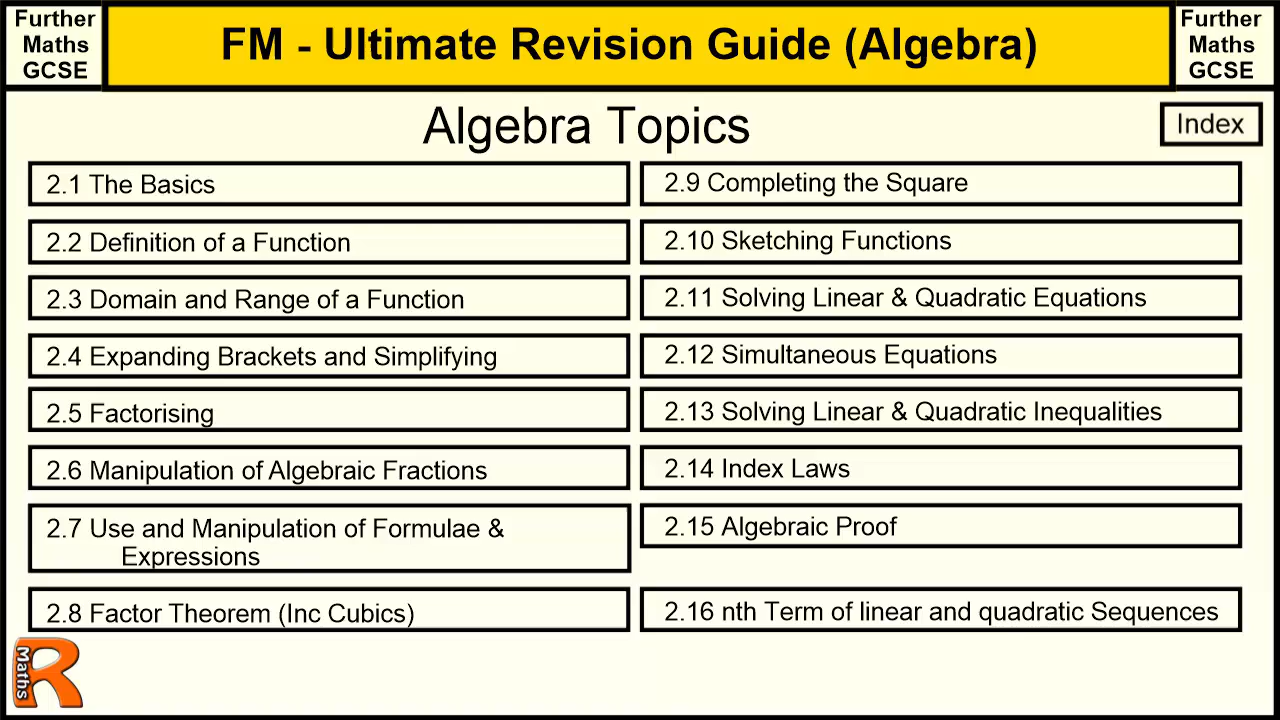 Further
Maths
GCSE
FM - Ultimate Revision Guide (Algebra)
Further
Maths
GCSE
Algebra Topics
Index
2.1 The Basics
2.2 Definition of a Function
2.3 Domain and Range of a Function
2.4 Expanding Brackets and Simplifying
2.5 Factorising
2.6 Manipulation of Algebraic Fractions
2.7 Use and Manipulation of Formulae &
Expressions
2.8 Factor Theorem (Inc Cubics)
2.9 Completing the Square
2.10 Sketching Functions
2.11 Solving Linear & Quadratic Equations
2.12 Simultaneous Equations
2.13 Solving Linear & Quadratic Inequalities
2.14 Index Laws
2.15 Algebraic Proof
2.16 nth Term of linear and quadratic Sequences
R
Maths